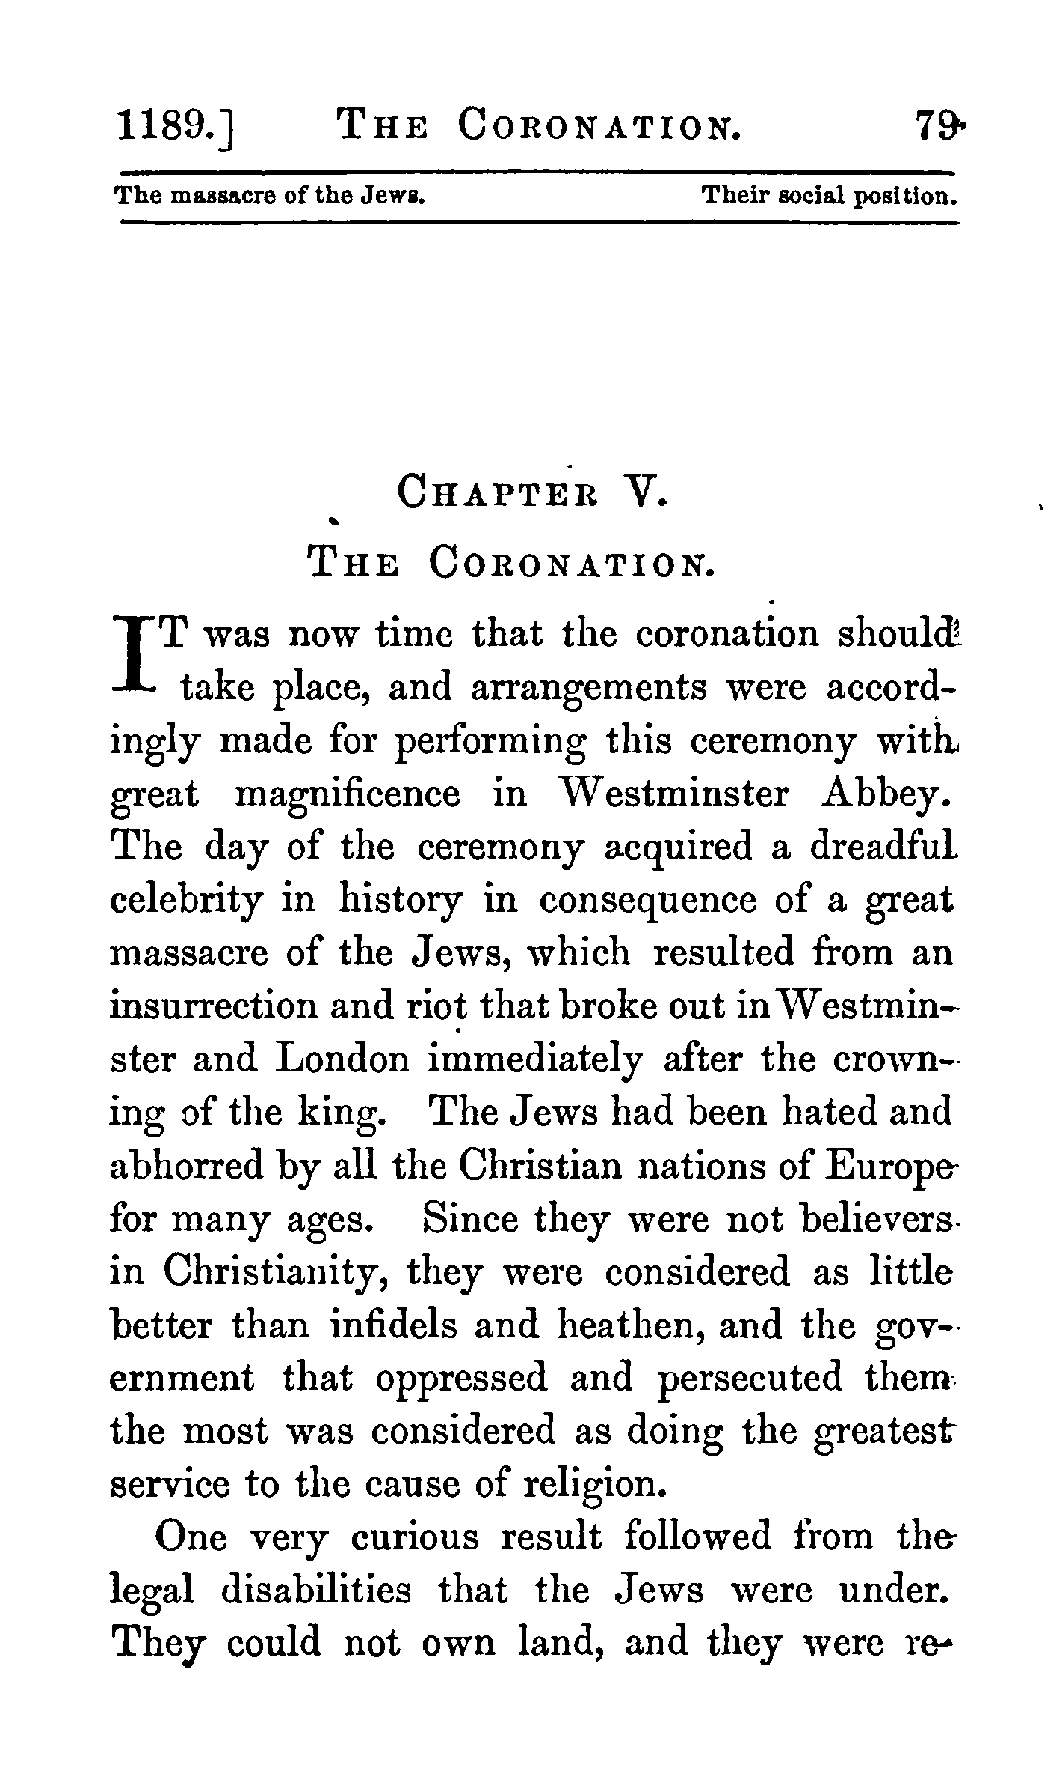 1189.] THE CORONATION. 79
The massacre of the Jews. Their social position.
CHAPTER V.
THE CORONATION.
IT was now time that the coronation should
take place, and arrangements were accord-
ingly made for performing this ceremony with
great magnificence in Westminster Abbey.
The day of the ceremony acquired a dreadful
celebrity in history in consequence of a great
massacre of the Jews, which resulted from an
insurrection and riot that broke out in Westmin-
ster and London immediately after the crown-
ing of the king. The Jews had been hated and
abhorred by all the Christian nations of Europe
for many ages. Since they were not believers
in Christianity, they were considered as little
better than infidels and heathen, and the gov-
ernment that oppressed and persecuted them
the most was considered as doing the greatest
service to the cause of religion.
One very curious result followed from the
legal disabilities that the Jews were under.
They could not own land, and they were re-